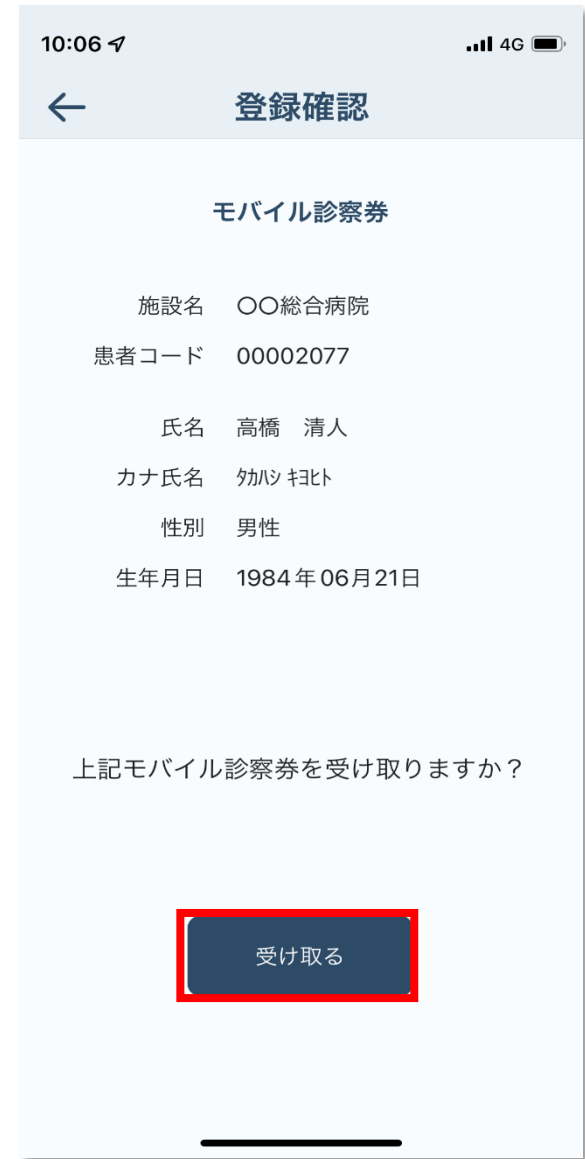 10:06
4G
登録確認
モバイル診察券
施設名 〇〇総合病院
患者コード 00002077
氏名 高橋　清人
カナ氏名 ﾀｶﾊｼ ｷﾖﾋﾄ
性別 男性
生年月日 1984年06月21日
上記モバイル診察券を受け取りますか？
受け取る